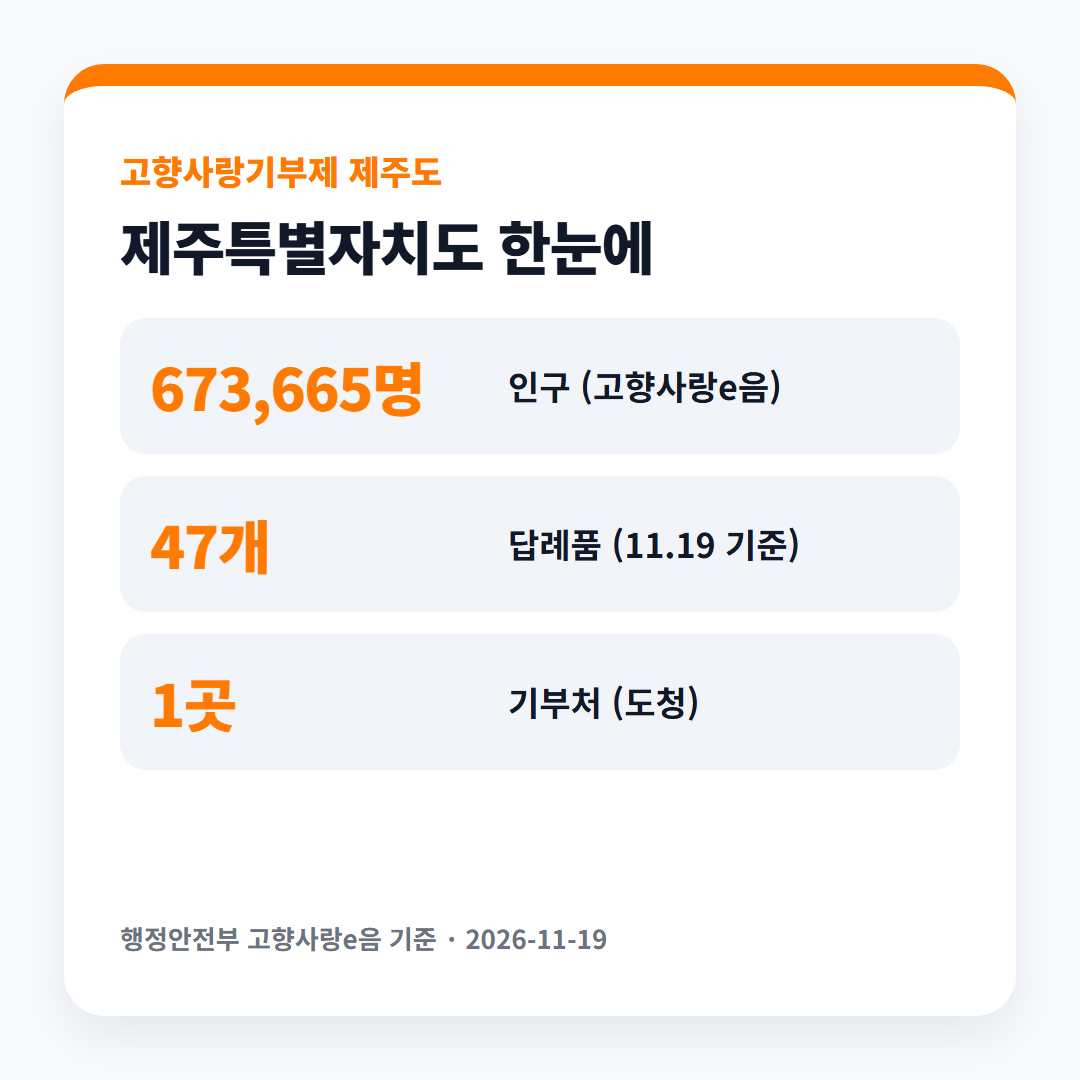 고향사랑기부제 제주도
제주특별자치도 한눈에
673,665명 인구 (고향사랑e음)
47개 답례품 (11.19 기준)
1곳 기부처 (도청)
행정안전부 고향사랑e음 기준 · 2026-11-19